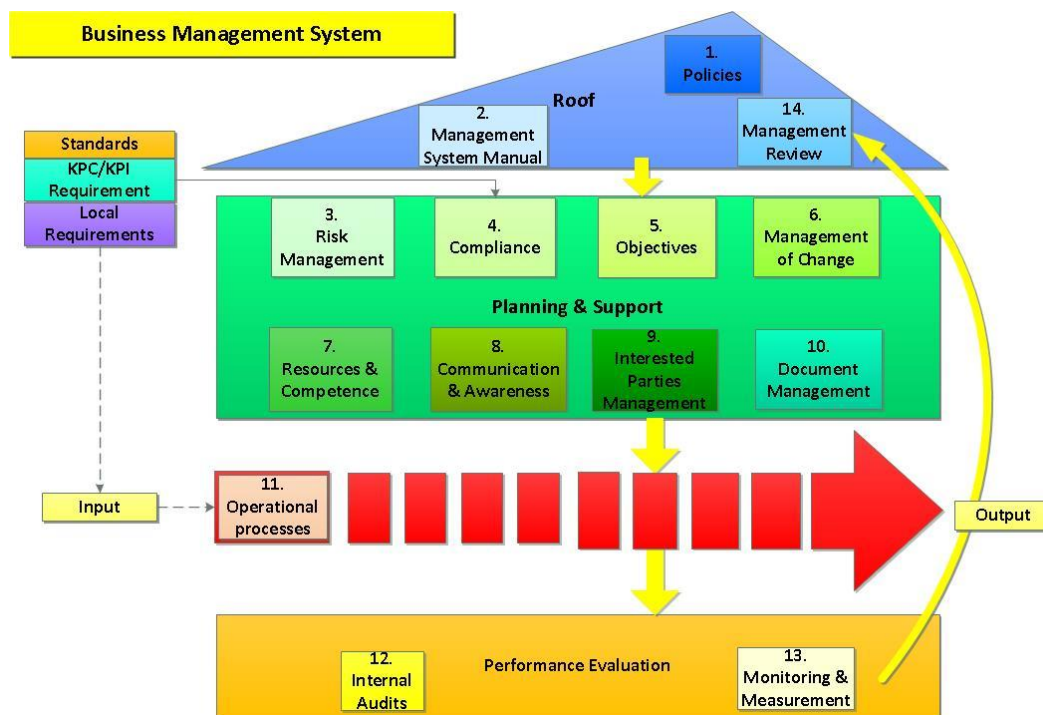 Business Management System
1.
Policies
Roof
2.
Management
System Manual
14.
Management
Review
Standards
KPC/KPI
Requirement
Local
Requirements
3.
Risk
Management
4.
Compliance
5.
Objectives
6.
Management
of Change
Planning & Support
7.
Resources &
Competence
8.
Communication
& Awareness
9.
Interested
Parties
Management
10.
Document
Management
Input
11.
Operational
processes
Output
Performance Evaluation
12.
Internal
Audits
13.
Monitoring &
Measurement